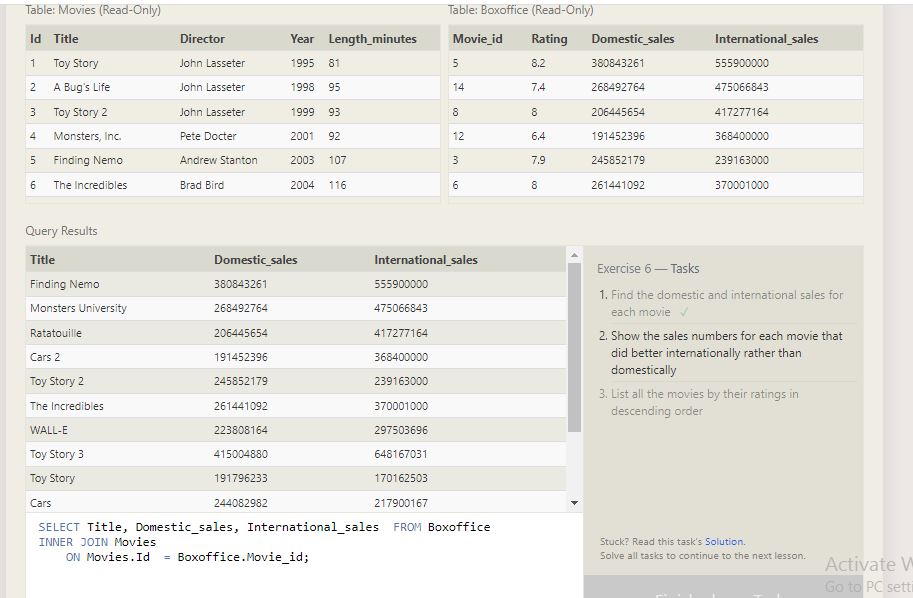 Table: Movies (Read-Only)
Table: Boxoffice (Read-Only)
Id Title Director Year Length_minutes
1 Toy Story John Lasseter 1995 81
2 A Bug's Life John Lasseter 1998 95
3 Toy Story 2 John Lasseter 1999 93
4 Monsters, Inc. Pete Docter 2001 92
5 Finding Nemo Andrew Stanton 2003 107
6 The Incredibles Brad Bird 2004 116
Movie_id Rating Domestic_sales International_sales
5 8.2 380843261 555900000
14 7.4 268492764 475066843
8 8 206445654 417277164
12 6.4 191452396 368400000
3 7.9 245852179 239163000
6 8 261441092 370001000
Query Results
Title Domestic_sales International_sales
Finding Nemo 380843261 555900000
Monsters University 268492764 475066843
Ratatouille 206445654 417277164
Cars 2 191452396 368400000
Toy Story 2 245852179 239163000
The Incredibles 261441092 370001000
WALL-E 223808164 297503696
Toy Story 3 415004880 648167031
Toy Story 191796233 170162503
Cars 244082982 217900167
SELECT Title, Domestic_sales, International_sales FROM Boxoffice
INNER JOIN Movies
ON Movies.Id = Boxoffice.Movie_id;
Exercise 6 — Tasks
1. Find the domestic and international sales for
each movie ✓
2. Show the sales numbers for each movie that
did better internationally rather than
domestically
3. List all the movies by their ratings in
descending order
Stuck? Read this task's Solution.
Solve all tasks to continue to the next lesson.
Activate W
Go to PC setti